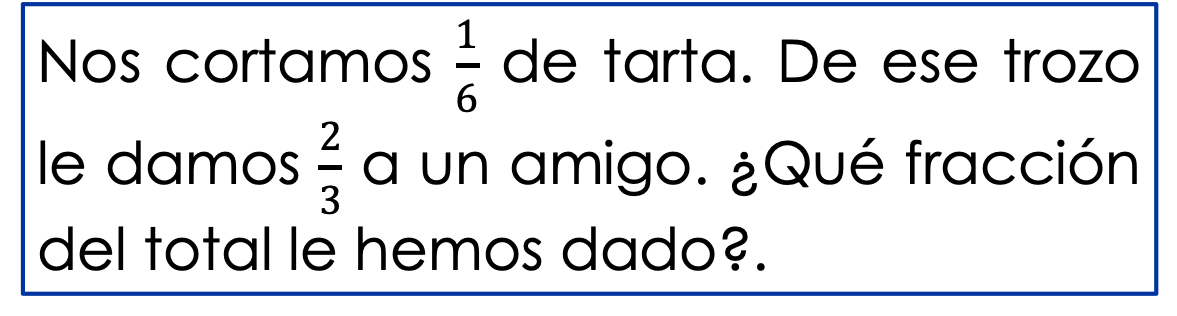 Nos cortamos 1/6 de tarta. De ese trozo
le damos 2/3 a un amigo. ¿Qué fracción
del total le hemos dado?.